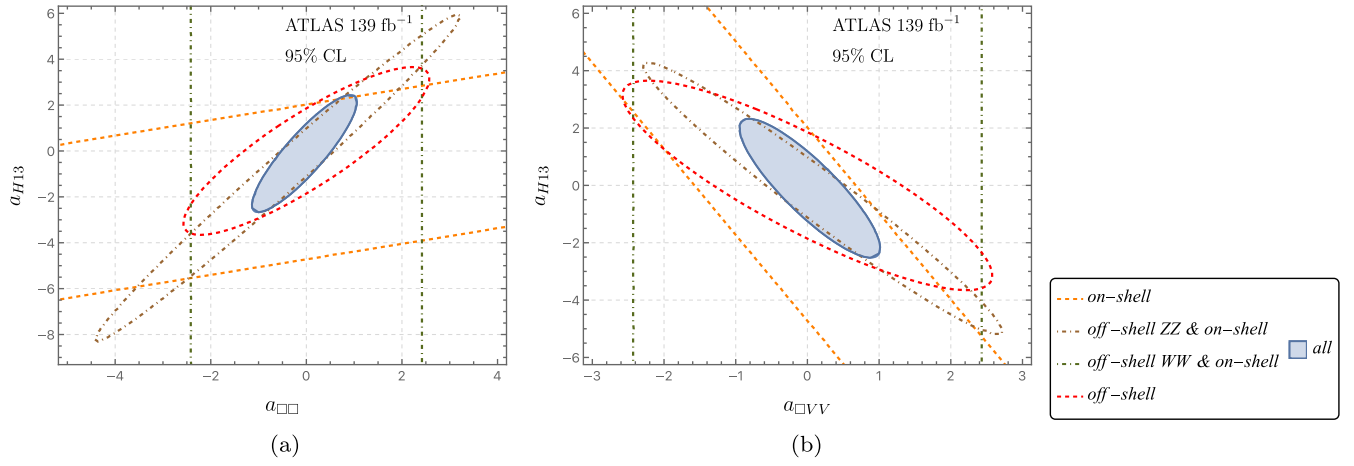 ATLAS 139 fb⁻¹
95% CL
6
4
2
0
−2
−4
−6
−8
a_{H13}
−4
−2
0
2
4
a_{□□}
(a)
ATLAS 139 fb⁻¹
95% CL
6
4
2
0
−2
−4
−6
a_{H13}
−3
−2
−1
0
1
2
3
a_{□VV}
(b)
on−shell
off−shell ZZ & on−shell
off−shell WW & on−shell
off−shell
all